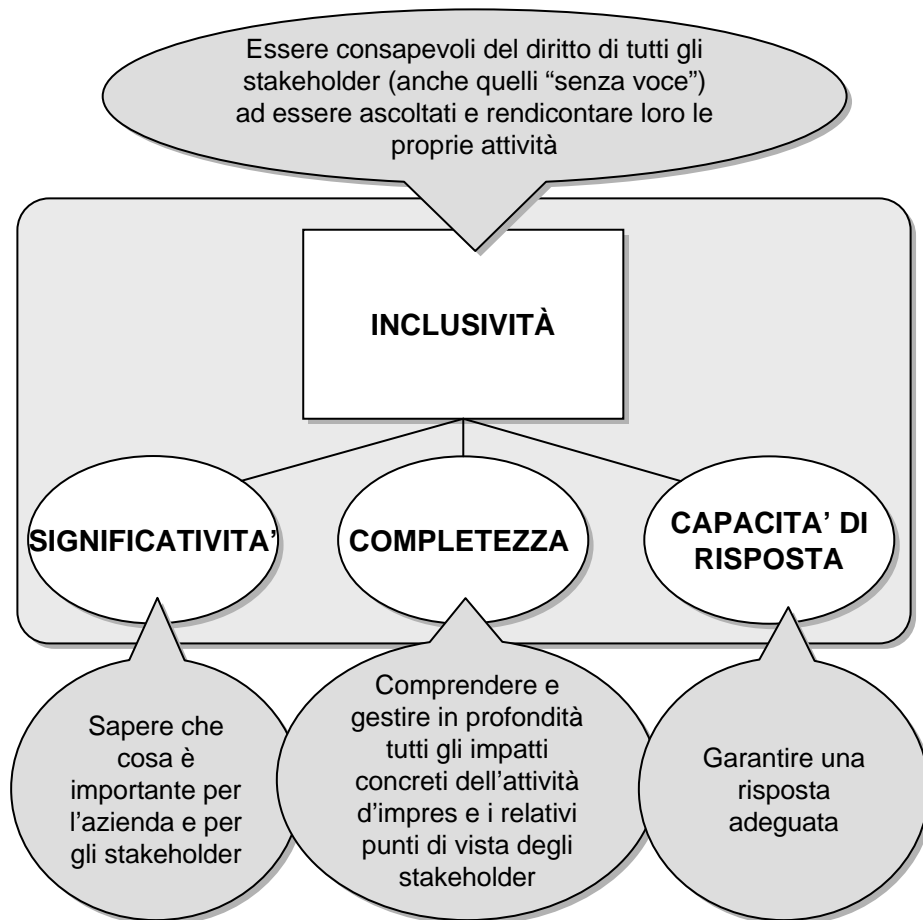 Essere consapevoli del diritto di tutti gli
stakeholder (anche quelli “senza voce”)
ad essere ascoltati e rendicontare loro le
proprie attività
INCLUSIVITÀ
SIGNIFICATIVITA’
COMPLETEZZA
CAPACITA’ DI
RISPOSTA
Sapere che
cosa è
importante per
l’azienda e per
gli stakeholder
Comprendere e
gestire in profondità
tutti gli impatti
concreti dell’attività
d’impres e i relativi
punti di vista degli
stakeholder
Garantire una
risposta
adeguata